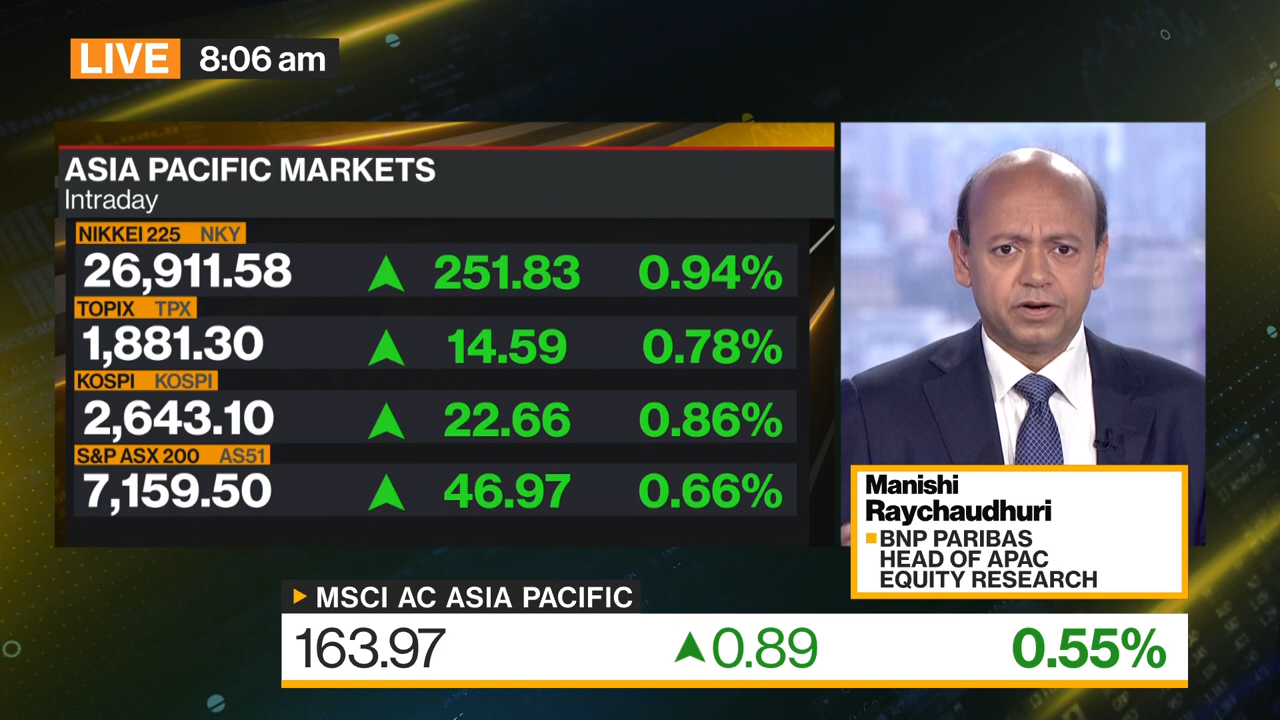 LIVE 8:06 am
ASIA PACIFIC MARKETS
Intraday
NIKKEI 225 NKY
26,911.58 ▲ 251.83 0.94%
TOPIX TPX
1,881.30 ▲ 14.59 0.78%
KOSPI KOSPI
2,643.10 ▲ 22.66 0.86%
S&P ASX 200 AS51
7,159.50 ▲ 46.97 0.66%
Manishi
Raychaudhuri
BNP PARIBAS
HEAD OF APAC
EQUITY RESEARCH
MSCI AC ASIA PACIFIC
163.97 ▲0.89 0.55%